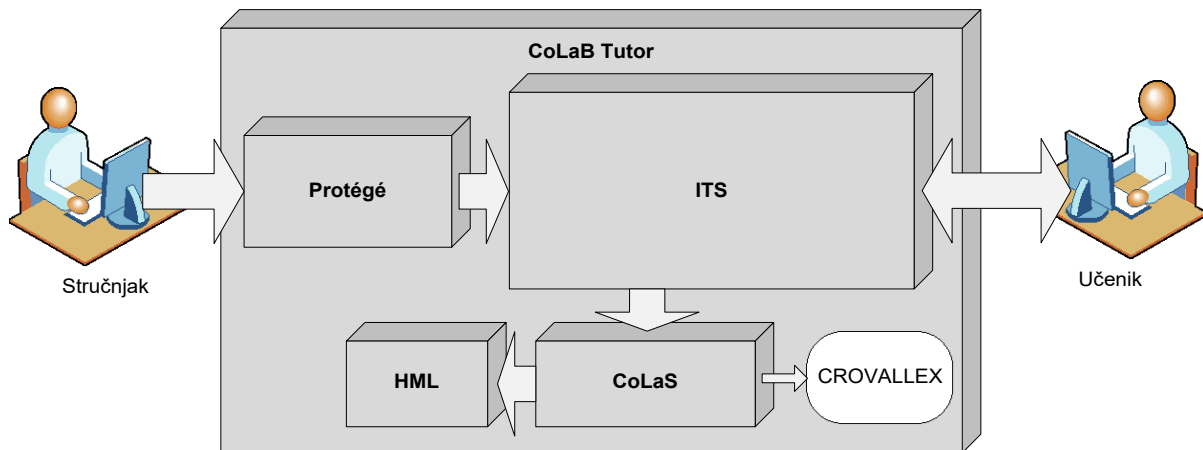 CoLaB Tutor
Protégé
ITS
Stručnjak
Učenik
HML
CoLaS
CROVALLEX